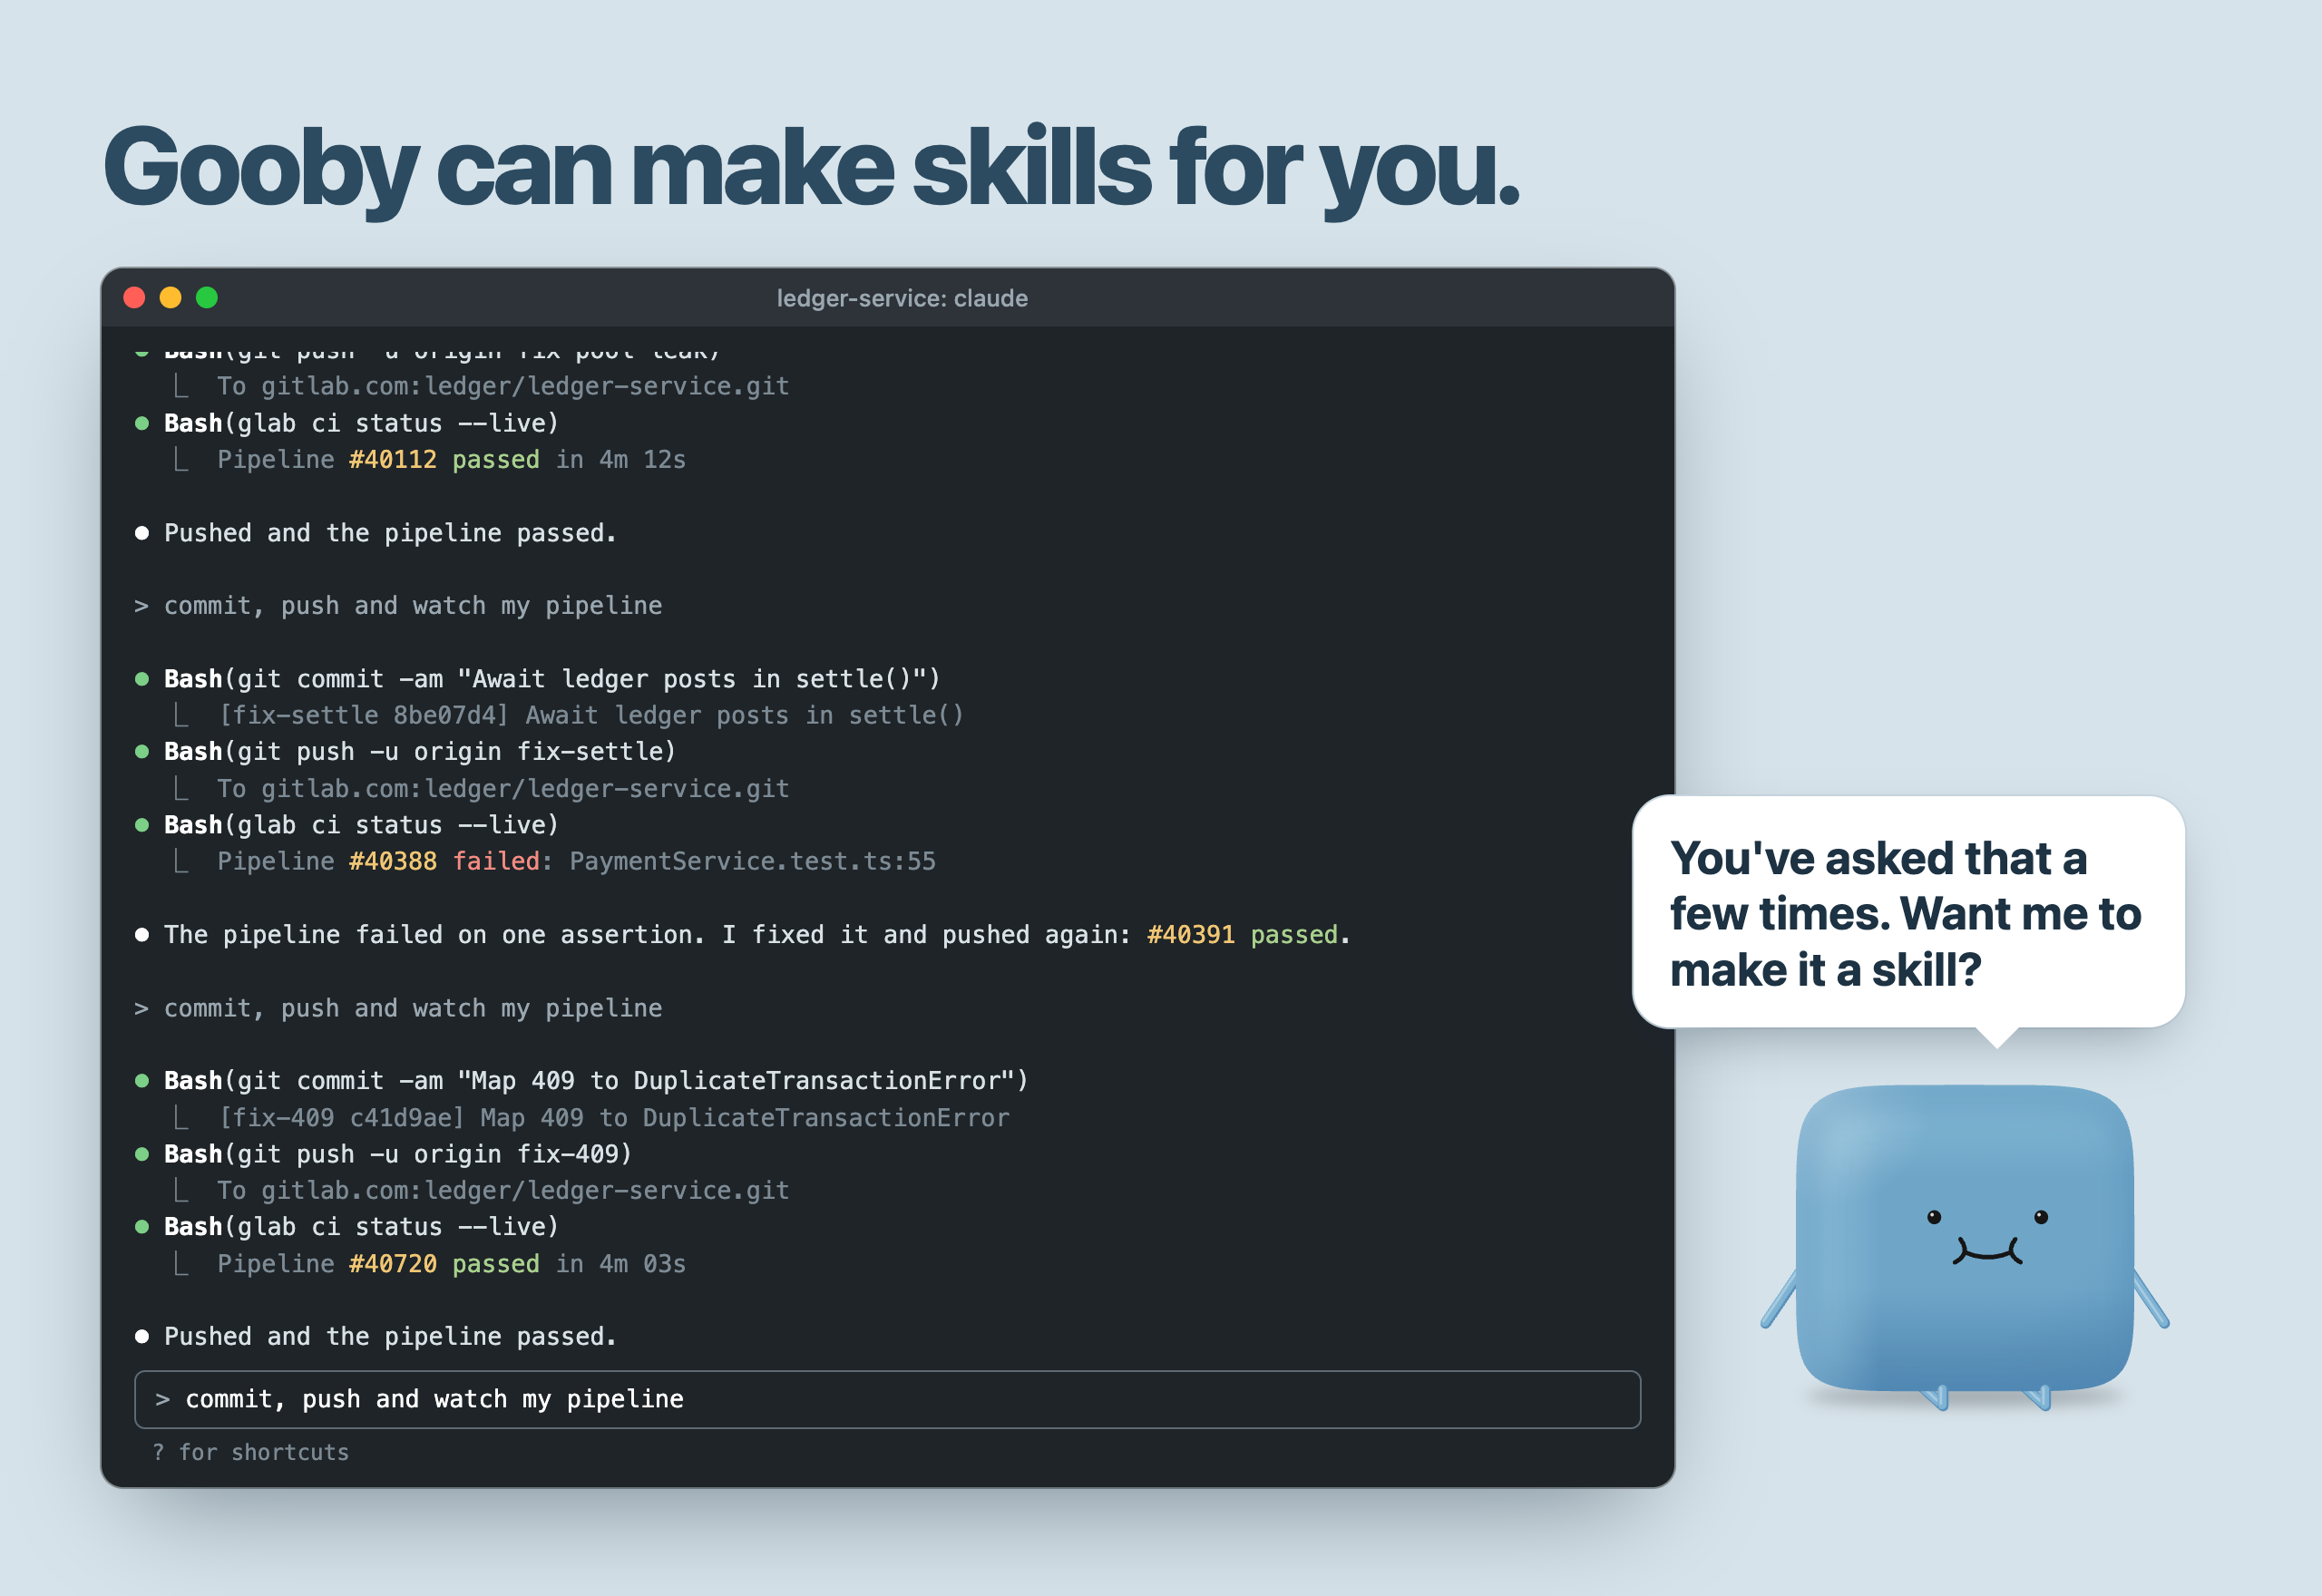 Gooby can make skills for you.
ledger-service: claude
Bash(git push -u origin fix-pool-leak)
⎿ To gitlab.com:ledger/ledger-service.git
Bash(glab ci status --live)
⎿ Pipeline #40112 passed in 4m 12s
Pushed and the pipeline passed.
> commit, push and watch my pipeline
Bash(git commit -am "Await ledger posts in settle()")
⎿ [fix-settle 8be07d4] Await ledger posts in settle()
Bash(git push -u origin fix-settle)
⎿ To gitlab.com:ledger/ledger-service.git
Bash(glab ci status --live)
⎿ Pipeline #40388 failed: PaymentService.test.ts:55
The pipeline failed on one assertion. I fixed it and pushed again: #40391 passed.
> commit, push and watch my pipeline
Bash(git commit -am "Map 409 to DuplicateTransactionError")
⎿ [fix-409 c41d9ae] Map 409 to DuplicateTransactionError
Bash(git push -u origin fix-409)
⎿ To gitlab.com:ledger/ledger-service.git
Bash(glab ci status --live)
⎿ Pipeline #40720 passed in 4m 03s
Pushed and the pipeline passed.
> commit, push and watch my pipeline
? for shortcuts
You've asked that a
few times. Want me to
make it a skill?